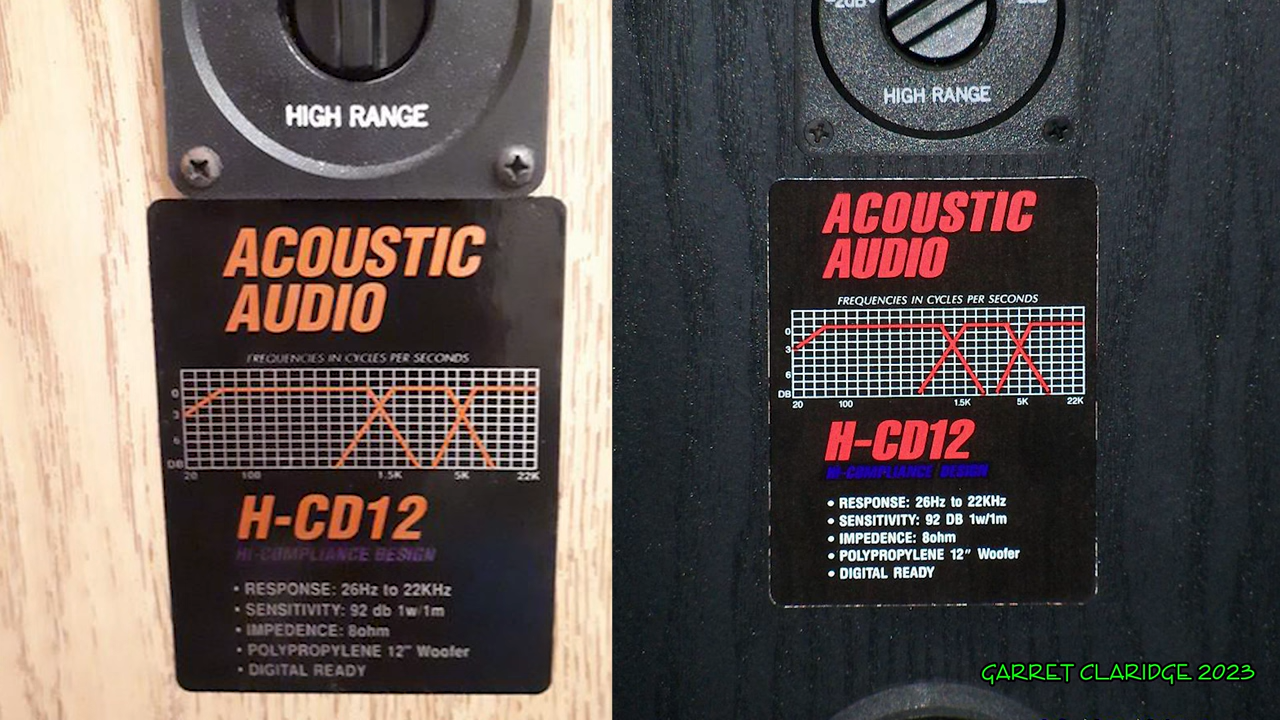 HIGH RANGE
ACOUSTIC
AUDIO
FREQUENCIES IN CYCLES PER SECONDS
0
3
6
DB
20 100 1.5K 5K 22K
H-CD12
HI-COMPLIANCE DESIGN
• RESPONSE: 26Hz to 22KHz
• SENSITIVITY: 92 db 1w/1m
• IMPEDENCE: 8ohm
• POLYPROPYLENE 12" Woofer
• DIGITAL READY
-2dB
HIGH RANGE
ACOUSTIC
AUDIO
FREQUENCIES IN CYCLES PER SECONDS
0
3
6
DB
20 100 1.5K 5K 22K
H-CD12
HI-COMPLIANCE DESIGN
• RESPONSE: 26Hz to 22KHz
• SENSITIVITY: 92 DB 1w/1m
• IMPEDENCE: 8ohm
• POLYPROPYLENE 12" Woofer
• DIGITAL READY
GARRET CLARIDGE 2023